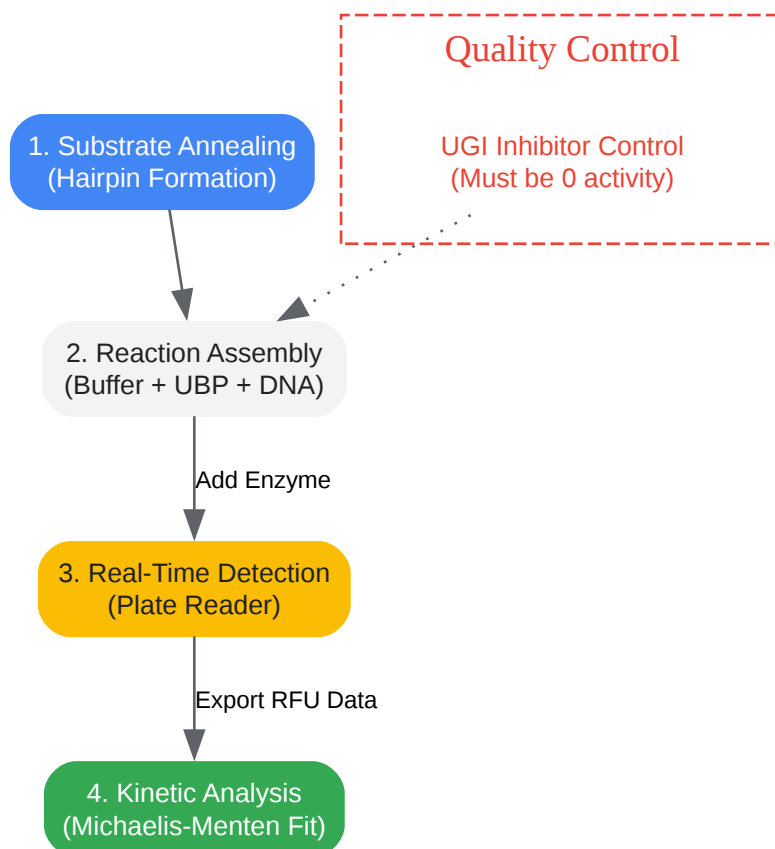 Quality Control
UGI Inhibitor Control
(Must be 0 activity)
1. Substrate Annealing
(Hairpin Formation)
2. Reaction Assembly
(Buffer + UBP + DNA)
Add Enzyme
3. Real-Time Detection
(Plate Reader)
Export RFU Data
4. Kinetic Analysis
(Michaelis-Menten Fit)